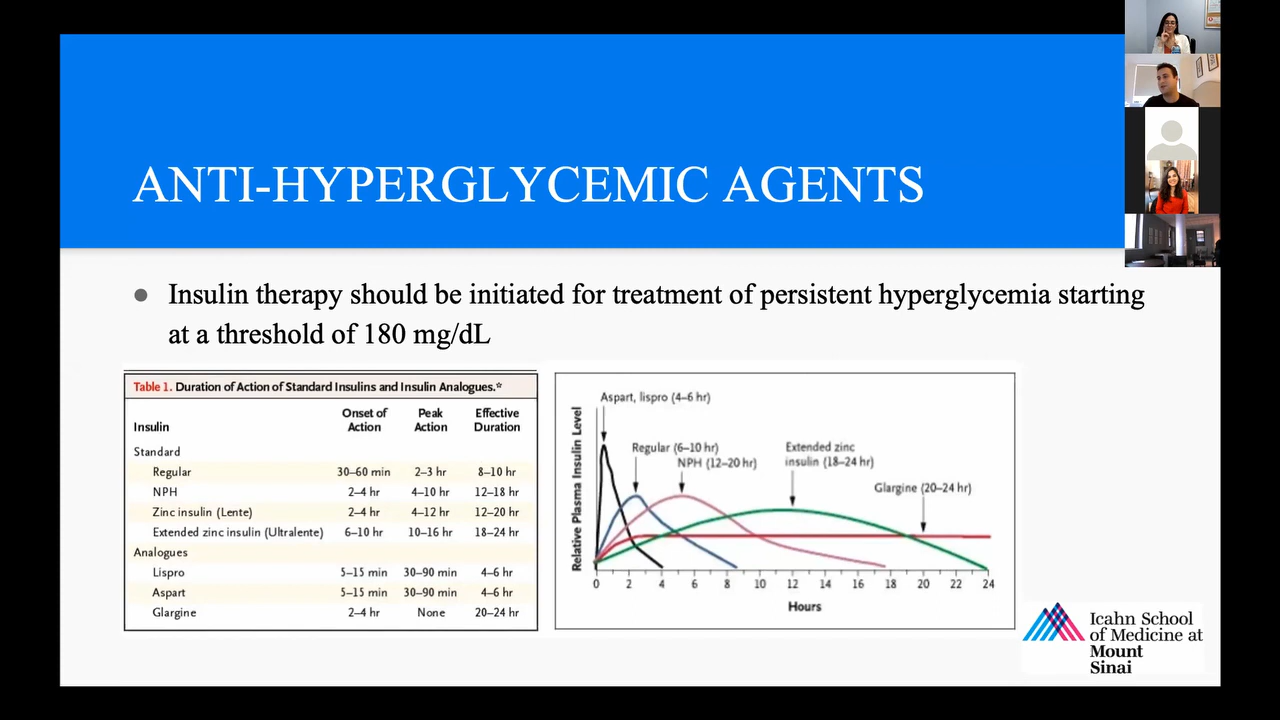 ANTI-HYPERGLYCEMIC AGENTS
● Insulin therapy should be initiated for treatment of persistent hyperglycemia starting
at a threshold of 180 mg/dL
Table 1. Duration of Action of Standard Insulins and Insulin Analogues.*
Insulin Onset of Action Peak Action Effective Duration
Standard
Regular 30–60 min 2–3 hr 8–10 hr
NPH 2–4 hr 4–10 hr 12–18 hr
Zinc insulin (Lente) 2–4 hr 4–12 hr 12–20 hr
Extended zinc insulin (Ultralente) 6–10 hr 10–16 hr 18–24 hr
Analogues
Lispro 5–15 min 30–90 min 4–6 hr
Aspart 5–15 min 30–90 min 4–6 hr
Glargine 2–4 hr None 20–24 hr
Relative Plasma Insulin Level
Aspart, lispro (4–6 hr)
Regular (6–10 hr)
NPH (12–20 hr)
Extended zinc
insulin (18–24 hr)
Glargine (20–24 hr)
0 2 4 6 8 10 12 14 16 18 20 22 24
Hours
Icahn School
of Medicine at
Mount
Sinai